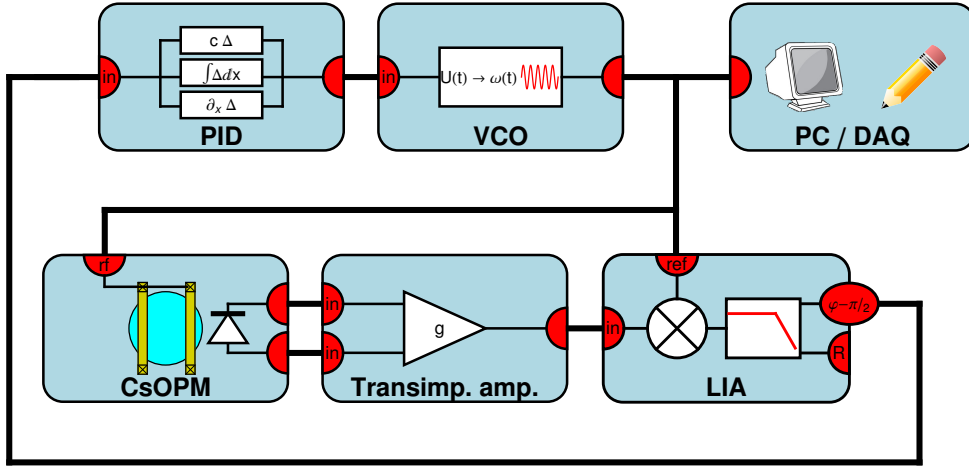 c Δ
∫Δdx
∂ₓ Δ
in
PID
in
U(t) → ω(t)
VCO
PC / DAQ
rf
CsOPM
in
in
g
Transimp. amp.
ref
in
φ−π/2
R
LIA